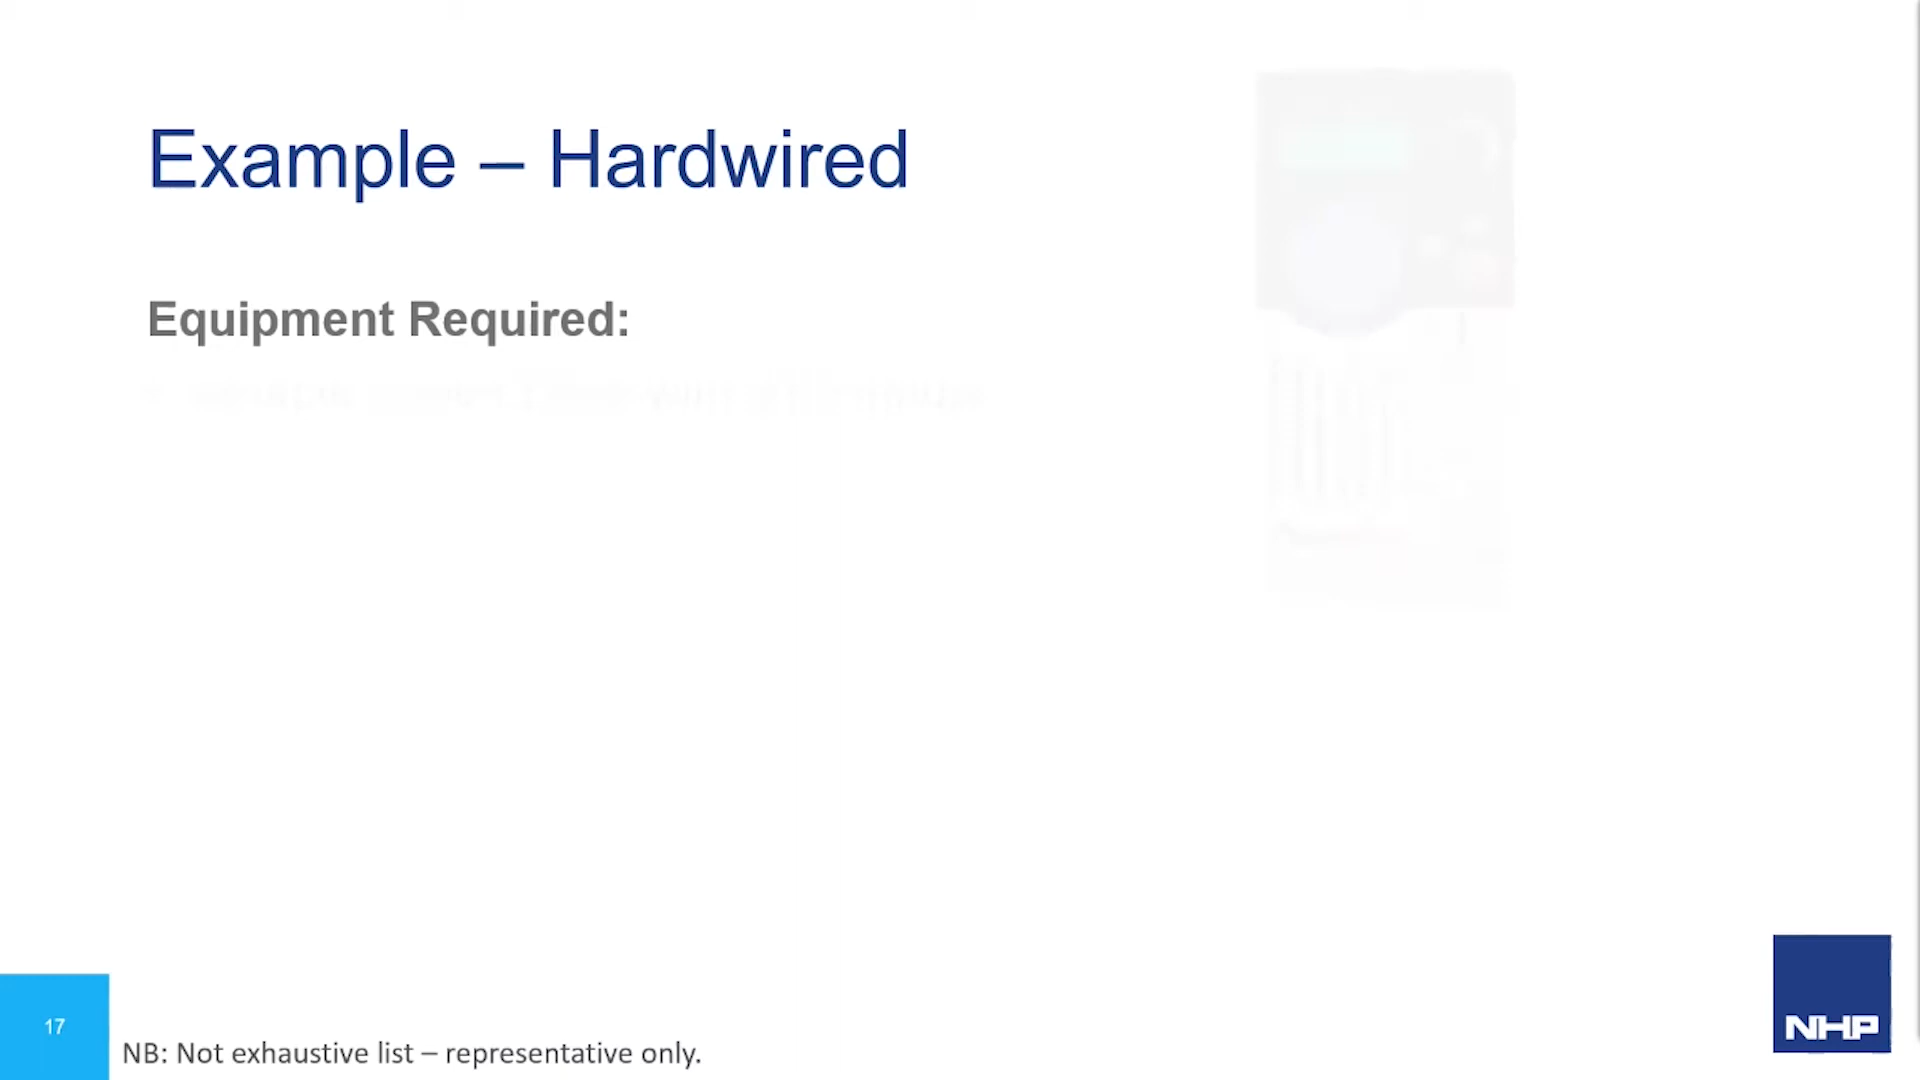 Example – Hardwired
Equipment Required:
17
NB: Not exhaustive list – representative only.
NHP